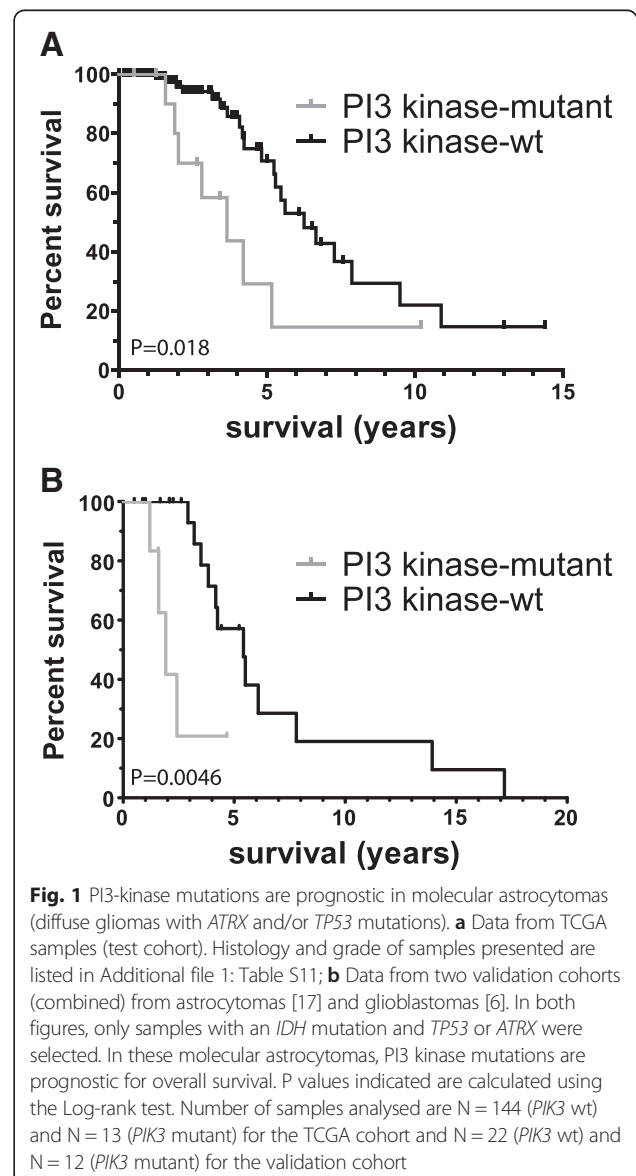 A
Percent survival
100
80
60
40
20
0
PI3 kinase-mutant
PI3 kinase-wt
P=0.018
0 5 10 15
survival (years)
B
Percent survival
100
80
60
40
20
0
PI3 kinase-mutant
PI3 kinase-wt
P=0.0046
0 5 10 15 20
survival (years)
Fig. 1 PI3-kinase mutations are prognostic in molecular astrocytomas
(diffuse gliomas with ATRX and/or TP53 mutations). a Data from TCGA
samples (test cohort). Histology and grade of samples presented are
listed in Additional file 1: Table S11; b Data from two validation cohorts
(combined) from astrocytomas [17] and glioblastomas [6]. In both
figures, only samples with an IDH mutation and TP53 or ATRX were
selected. In these molecular astrocytomas, PI3 kinase mutations are
prognostic for overall survival. P values indicated are calculated using
the Log-rank test. Number of samples analysed are N = 144 (PIK3 wt)
and N = 13 (PIK3 mutant) for the TCGA cohort and N = 22 (PIK3 wt) and
N = 12 (PIK3 mutant) for the validation cohort